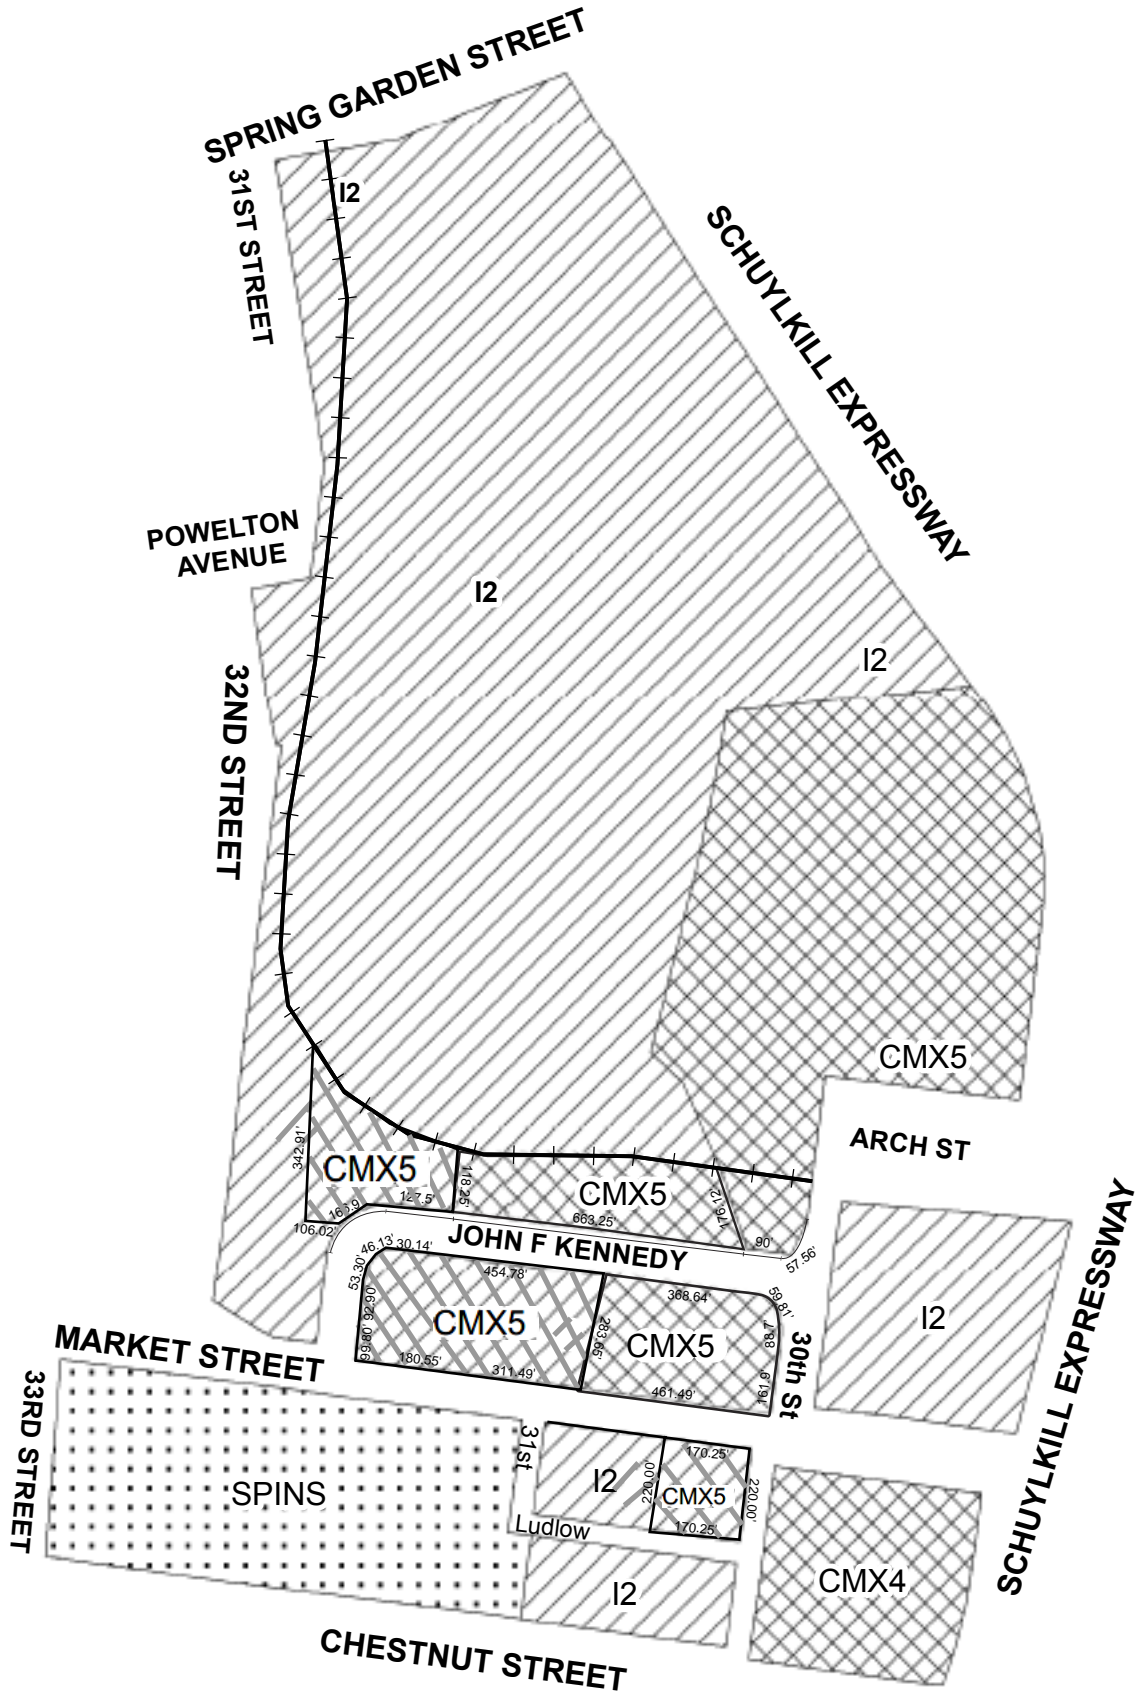 SPRING GARDEN STREET
I2
31ST STREET
SCHUYLKILL EXPRESSWAY
POWELTON
AVENUE
I2
I2
32ND STREET
CMX5
ARCH ST
342.91'
CMX5
127.5'
106.02'
118.25'
CMX5
663.25'
176.12'
90'
57.56'
JOHN F KENNEDY
46.13'
30.14'
53.30'
92.90'
99.80'
454.78'
CMX5
180.55'
311.49'
283.65'
368.64'
CMX5
461.49'
59.81'
78.8'
161.9'
30th St
I2
SCHUYLKILL EXPRESSWAY
MARKET STREET
33RD STREET
SPINS
31st
I2
220.00'
170.25'
CMX5
170.25'
220.00'
Ludlow
I2
CMX4
CHESTNUT STREET